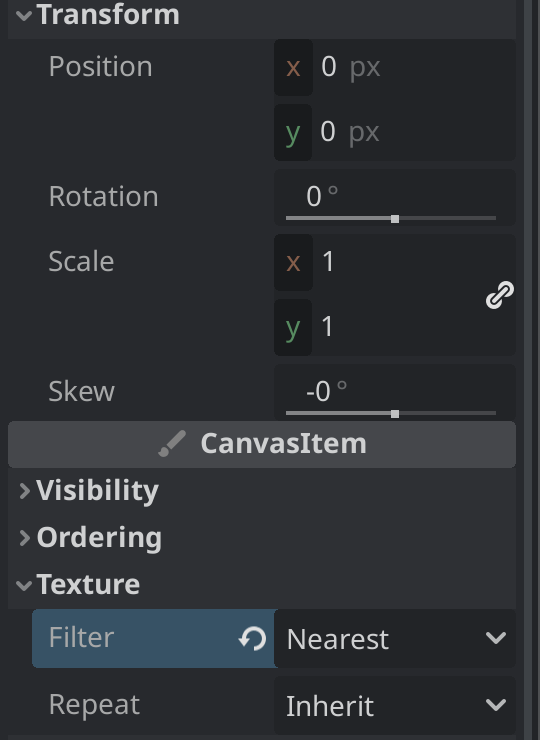 Transform
Position x 0 px
y 0 px
Rotation 0 °
Scale x 1
y 1
Skew -0 °
CanvasItem
Visibility
Ordering
Texture
Filter Nearest
Repeat Inherit